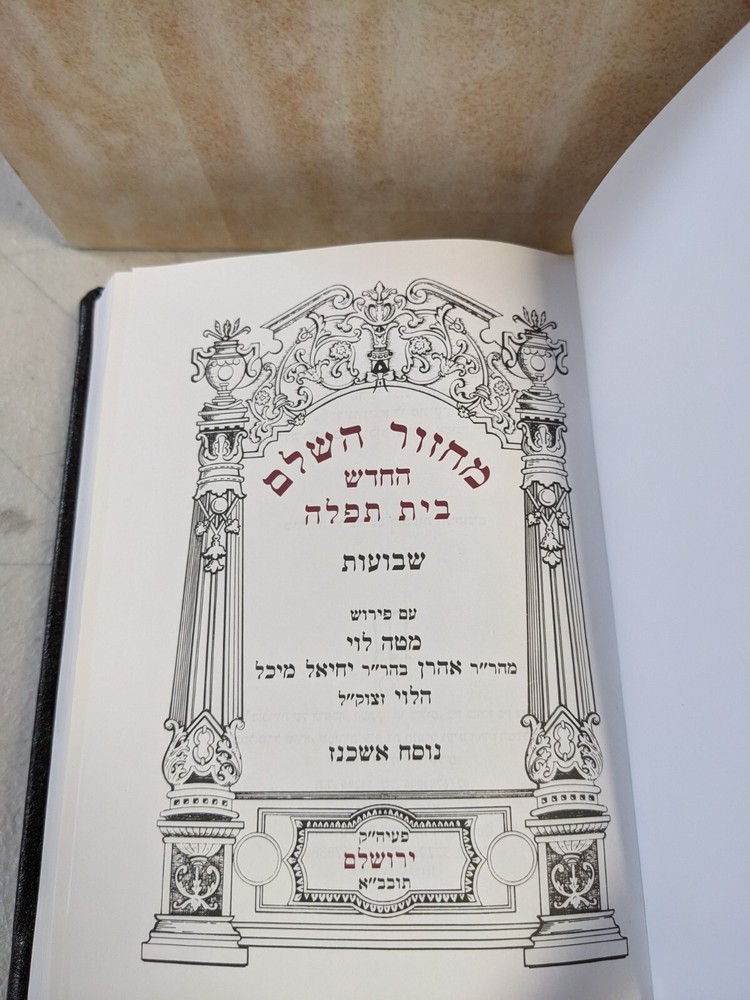 מחזור השלם
החדש
בית תפלה
שבועות
עם פירוש
מטה לוי
מהר״ר אהרן בהר״ר יחיאל מיכל
הלוי זצוק״ל
נוסח אשכנז
פעיה״ק
ירושלם
תובב״א